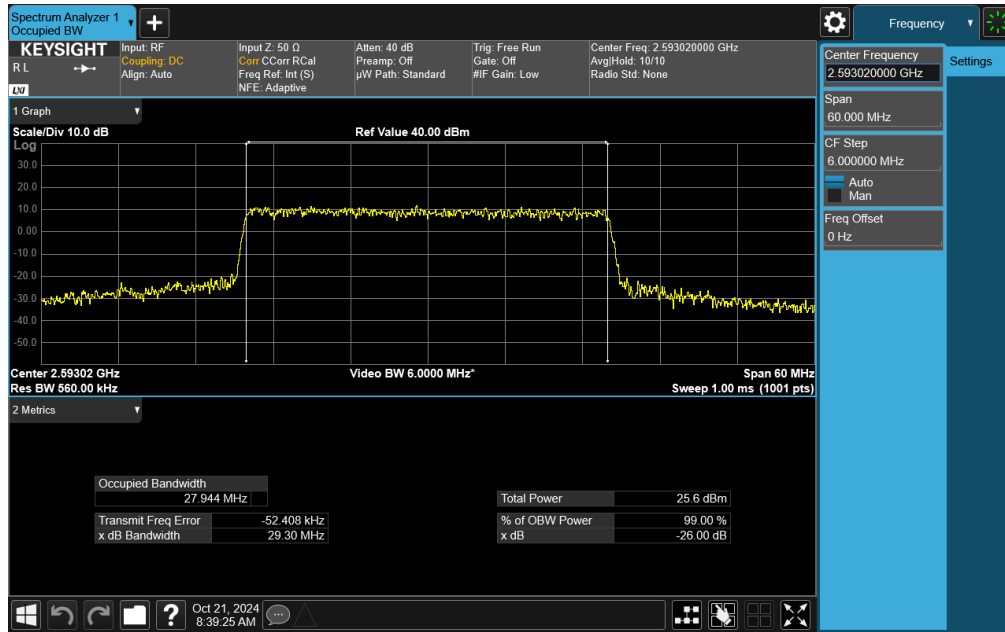 Spectrum Analyzer 1
Occupied BW
Frequency
KEYSIGHT
R L
LXI
Input: RF
Coupling: DC
Align: Auto
Input Z: 50 Ω
Corr CCorr RCal
Freq Ref: Int (S)
NFE: Adaptive
Atten: 40 dB
Preamp: Off
µW Path: Standard
Trig: Free Run
Gate: Off
#IF Gain: Low
Center Freq: 2.593020000 GHz
Avg|Hold: 10/10
Radio Std: None
Center Frequency
2.593020000 GHz
Settings
Span
60.000 MHz
CF Step
6.000000 MHz
Auto
Man
Freq Offset
0 Hz
1 Graph
Scale/Div 10.0 dB
Ref Value 40.00 dBm
Log
30.0
20.0
10.0
0.00
-10.0
-20.0
-30.0
-40.0
-50.0
Center 2.59302 GHz
Video BW 6.0000 MHz*
Span 60 MHz
Res BW 560.00 kHz
Sweep 1.00 ms (1001 pts)
2 Metrics
Occupied Bandwidth
27.944 MHz
Total Power 25.6 dBm
Transmit Freq Error -52.408 kHz
% of OBW Power 99.00 %
x dB Bandwidth 29.30 MHz
x dB -26.00 dB
Oct 21, 2024
8:39:25 AM